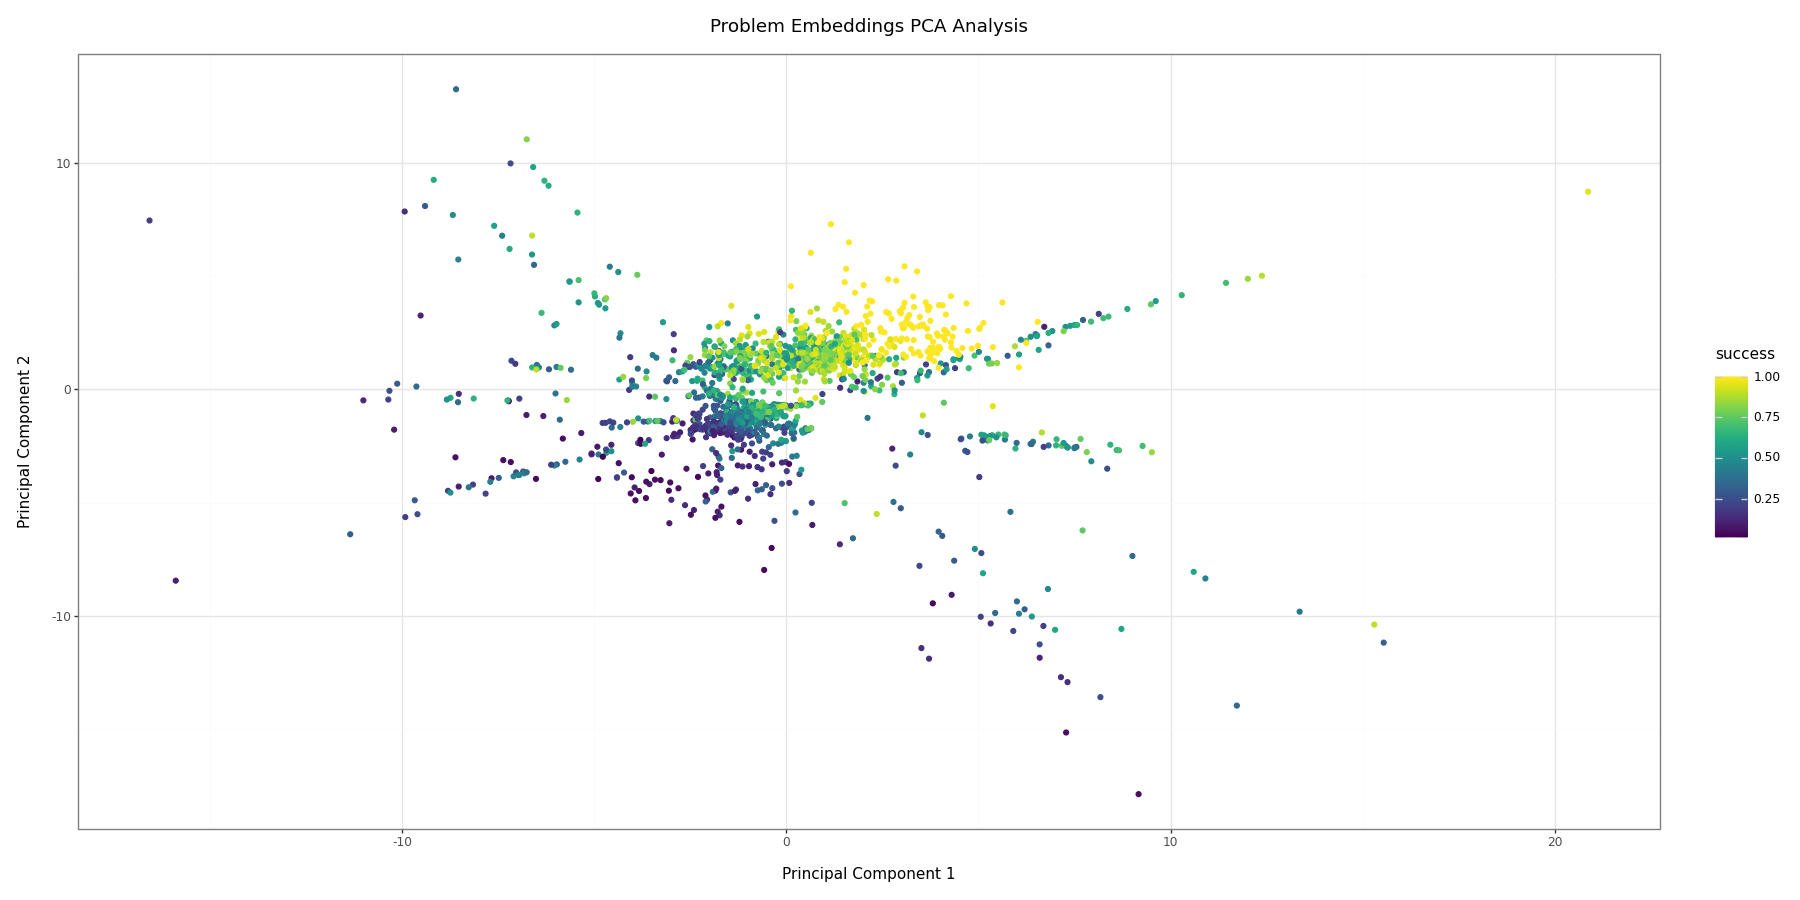 Problem Embeddings PCA Analysis
success
1.00
0.75
0.50
0.25
Principal Component 2
10
0
-10
-10
0
10
20
Principal Component 1